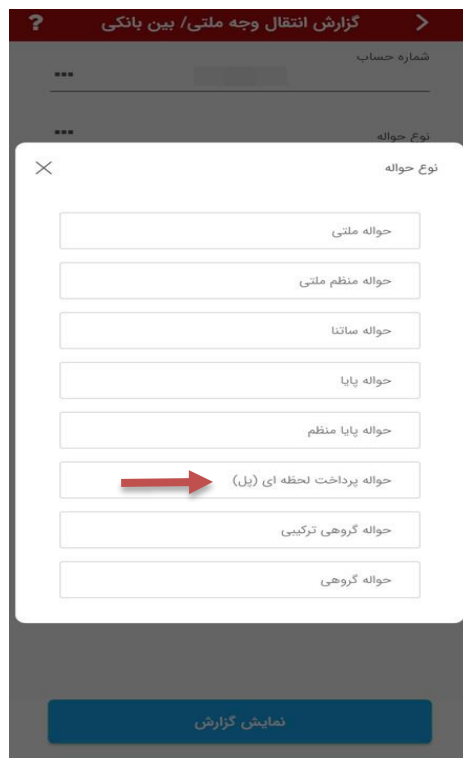 گزارش انتقال وجه ملتی/ بین بانکی ?
شماره حساب
نوع حواله
نوع حواله
حواله ملتی
حواله منظم ملتی
حواله ساتنا
حواله پایا
حواله پایا منظم
حواله پرداخت لحظه ای (پل)
حواله گروهی ترکیبی
حواله گروهی
نمایش گزارش